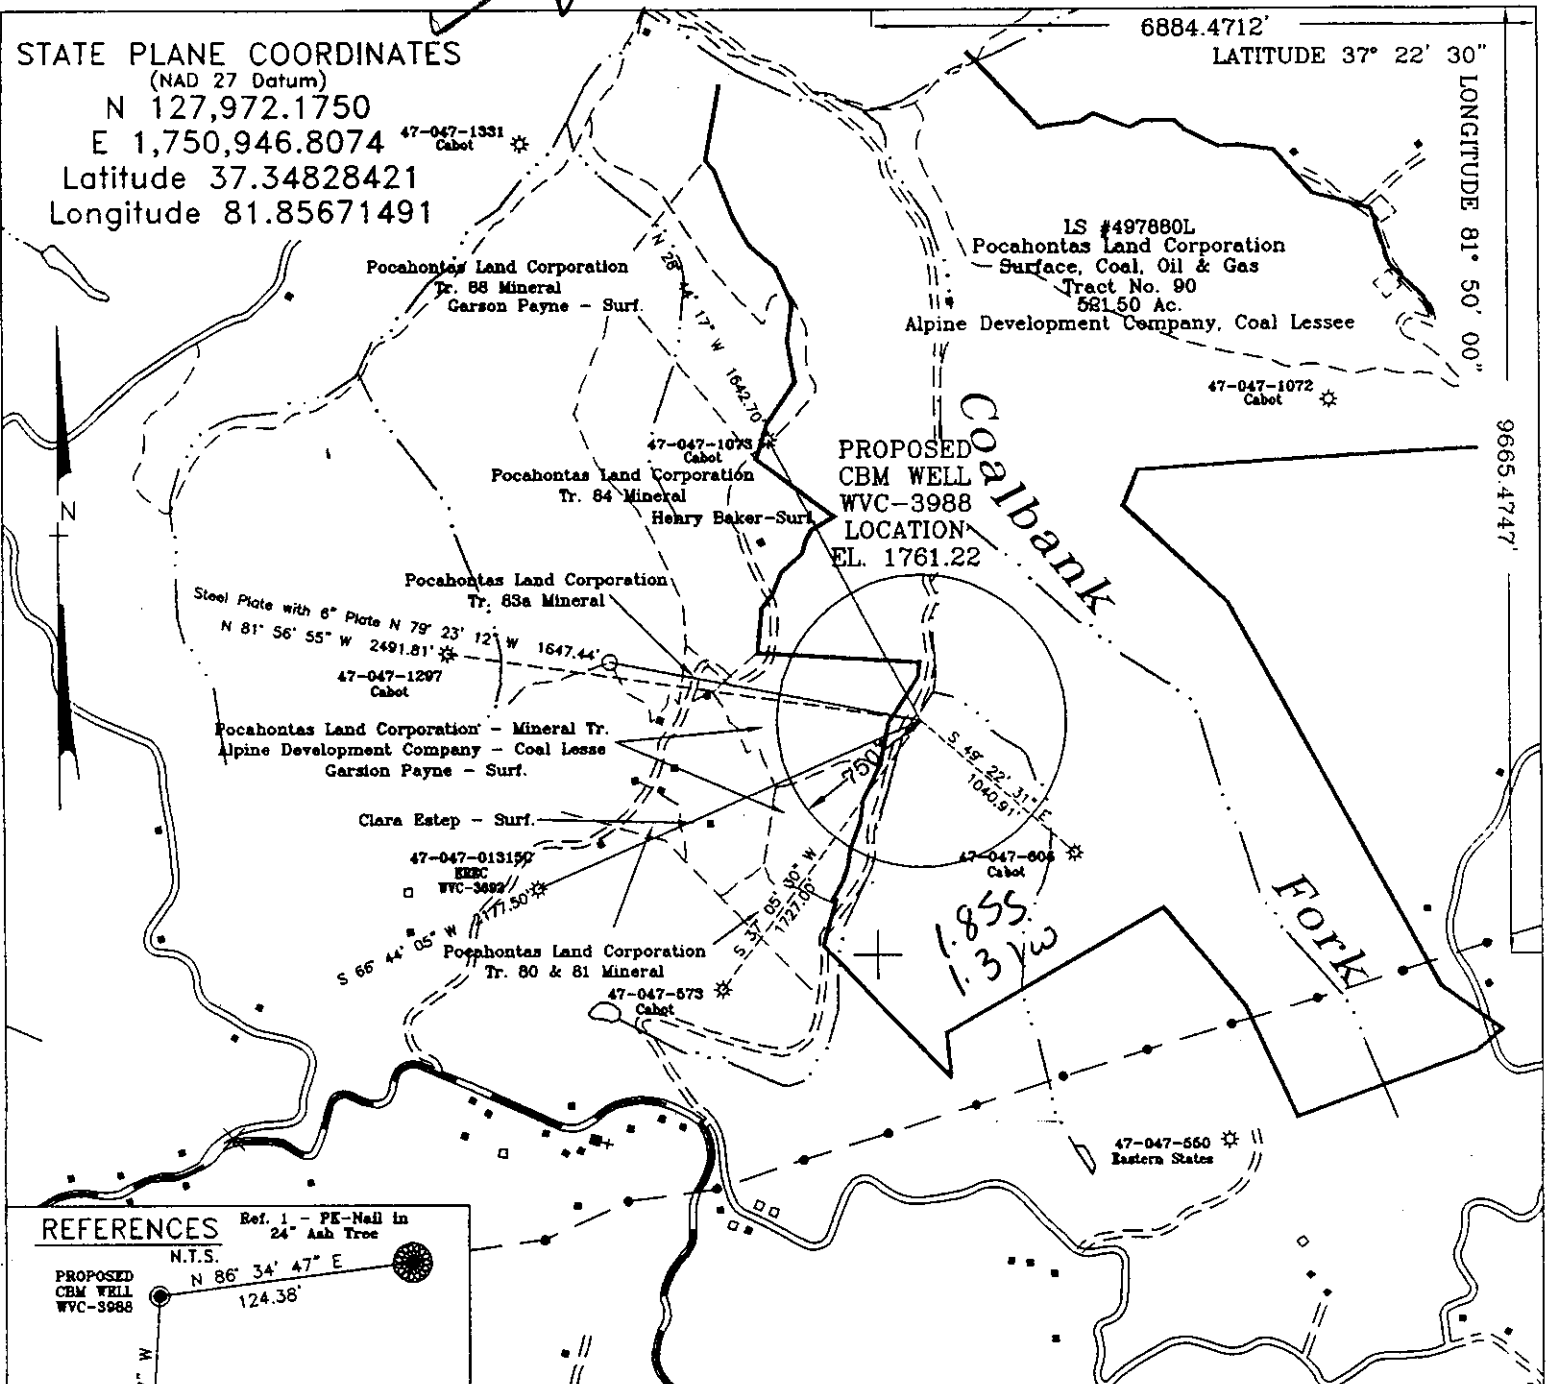 6884.4712'
LATITUDE 37° 22' 30"
LONGITUDE 81° 50' 00"
9665.4747'
STATE PLANE COORDINATES
(NAD 27 Datum)
N 127,972.1750
E 1,750,946.8074
Latitude 37.34828421
Longitude 81.85671491
47-047-1331
Cabot
LS #497880L
Pocahontas Land Corporation
Surface, Coal, Oil & Gas
Tract No. 90
521.50 Ac.
Alpine Development Company, Coal Lessee
Pocahontas Land Corporation
Tr. 88 Mineral
Garson Payne - Surf.
N 28° 44' 17" W 1642.70'
47-047-1072
Cabot
47-047-1073
Cabot
Pocahontas Land Corporation
Tr. 84 Mineral
Henry Baker-Surf.
PROPOSED
CBM WELL
WVC-3988
LOCATION
EL. 1761.22
Coalbank
Fork
N
Pocahontas Land Corporation
Tr. 83a Mineral
Steel Plate with 6" Plate N 79° 23' 12" W 1647.44'
N 81° 56' 55" W 2491.81'
47-047-1297
Cabot
Pocahontas Land Corporation - Mineral Tr.
Alpine Development Company - Coal Lesse
Garsion Payne - Surf.
750'
S 49° 22' 31" E
1040.91'
Clara Estep - Surf.
47-047-01315C
WVC-3692
S 66° 44' 05" W 2177.50'
S 37° 05' 30" W
1727.00'
Cabot
1.855
1.3
Pocahontas Land Corporation
Tr. 80 & 81 Mineral
47-047-573
Cabot
47-047-550
Eastern States
REFERENCES
N.T.S.
Ref. 1 - PK-Nail in
24" Ash Tree
PROPOSED
CBM WELL
WVC-3988
N 86° 34' 47" E
124.38'
" W